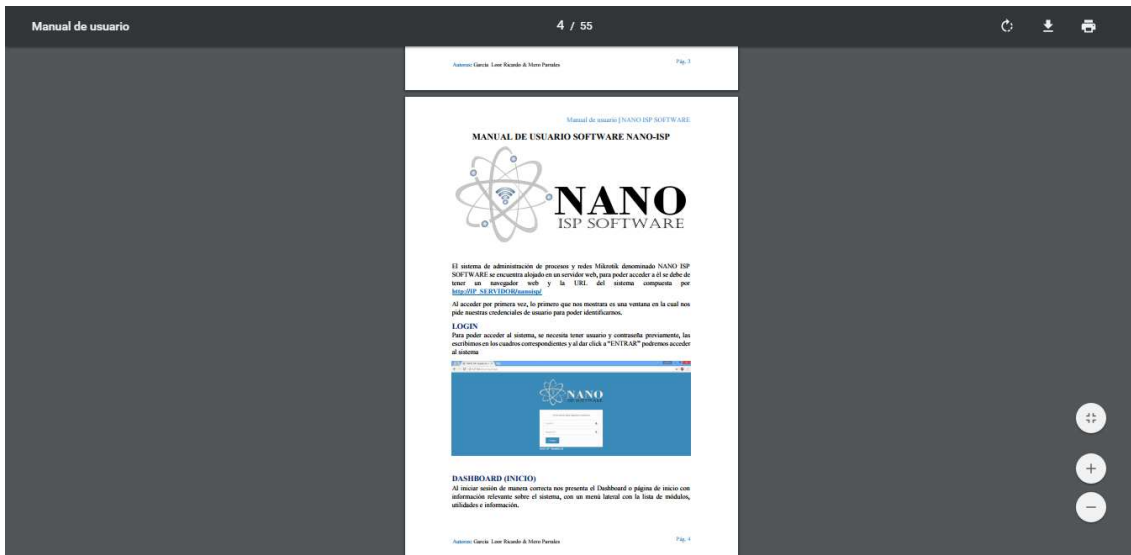 Manual de usuario
4 / 55
Autores: García Loor Ricardo & Mero Parrales
Pág. 3
Manual de usuario | NANO ISP SOFTWARE
MANUAL DE USUARIO SOFTWARE NANO-ISP
NANO
ISP SOFTWARE
El sistema de administración de procesos y redes Mikrotik denominado NANO ISP
SOFTWARE se encuentra alojado en un servidor web, para poder acceder a él se debe de
tener un navegador web y la URL del sistema compuesta por
http://IP_SERVIDOR/nanoisp/
Al acceder por primera vez, lo primero que nos mostrara es una ventana en la cual nos
pide nuestras credenciales de usuario para poder identificarnos.
LOGIN
Para poder acceder al sistema, se necesita tener usuario y contraseña previamente, las
escribimos en los cuadros correspondientes y al dar click a "ENTRAR" podremos acceder
al sistema
NANO
ISP SOFTWARE
DASHBOARD (INICIO)
Al iniciar sesión de manera correcta nos presenta el Dashboard o página de inicio con
información relevante sobre el sistema, con un menú lateral con la lista de módulos,
utilidades e información.
Autores: García Loor Ricardo & Mero Parrales
Pág. 4